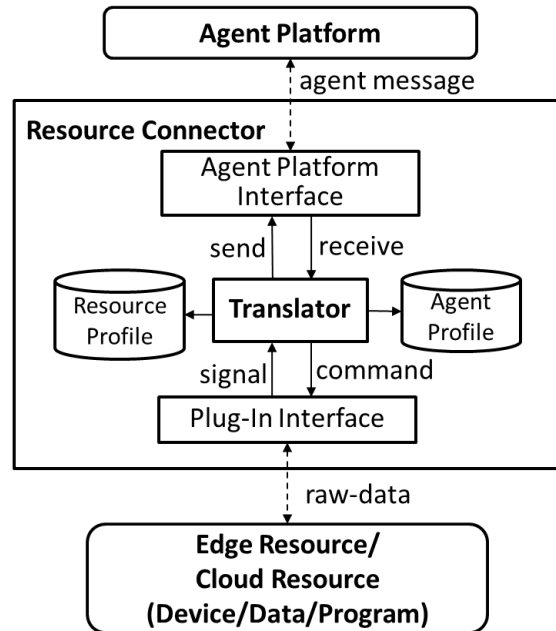 Agent Platform
agent message
Resource Connector
Agent Platform
Interface
send
receive
Resource
Profile
Translator
Agent
Profile
signal
command
Plug-In Interface
raw-data
Edge Resource/
Cloud Resource
(Device/Data/Program)